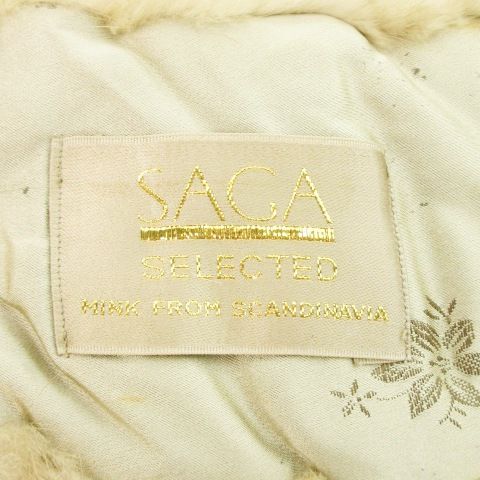 SAGA
SELECTED
MINK FROM SCANDINAVIA